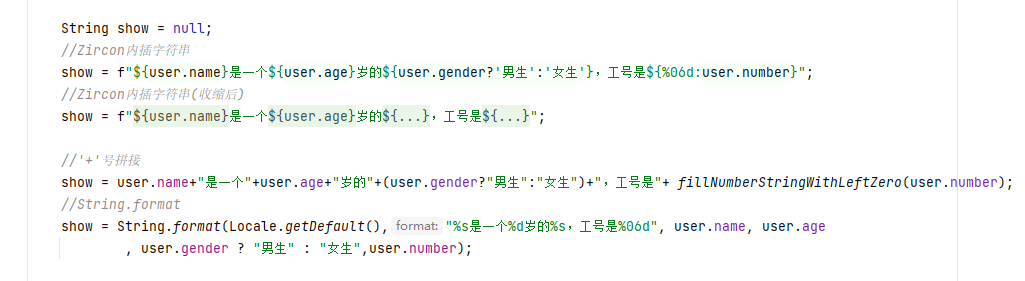 String show = null;
//Zircon内插字符串
show = f"${user.name}是一个${user.age}岁的${user.gender?'男生':'女生'}，工号是${%06d:user.number}";
//Zircon内插字符串(收缩后)
show = f"${user.name}是一个${user.age}岁的${...}，工号是${...}";
//'+'号拼接
show = user.name+"是一个"+user.age+"岁的"+(user.gender?"男生":"女生")+"，工号是"+ fillNumberStringWithLeftZero(user.number);
//String.format
show = String.format(Locale.getDefault(), format: "%s是一个%d岁的%s，工号是%06d", user.name, user.age
, user.gender ? "男生" : "女生",user.number);